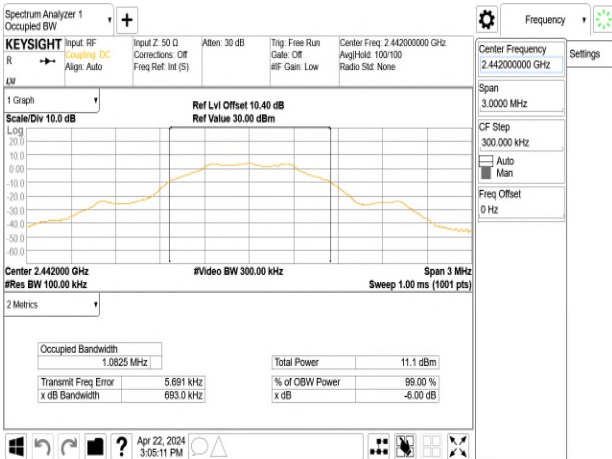 Spectrum Analyzer 1
Occupied BW
+
Frequency
KEYSIGHT
R
Input: RF
Coupling: DC
Align: Auto
Input Z: 50 Ω
Corrections: Off
Freq Ref: Int (S)
Atten: 30 dB
Trig: Free Run
Gate: Off
#IF Gain: Low
Center Freq: 2.442000000 GHz
Avg|Hold: 100/100
Radio Std: None
Center Frequency
2.442000000 GHz
Settings
Span
3.0000 MHz
CF Step
300.000 kHz
Auto
Man
Freq Offset
0 Hz
1 Graph
Scale/Div 10.0 dB
Ref Lvl Offset 10.40 dB
Ref Value 30.00 dBm
Log
20.0
10.0
0.00
-10.0
-20.0
-30.0
-40.0
-50.0
-60.0
Center 2.442000 GHz
#Res BW 100.00 kHz
#Video BW 300.00 kHz
Span 3 MHz
Sweep 1.00 ms (1001 pts)
2 Metrics
Occupied Bandwidth
1.0825 MHz
Total Power 11.1 dBm
Transmit Freq Error 5.691 kHz
% of OBW Power 99.00 %
x dB Bandwidth 693.0 kHz
x dB -6.00 dB
?
Apr 22, 2024
3:05:11 PM